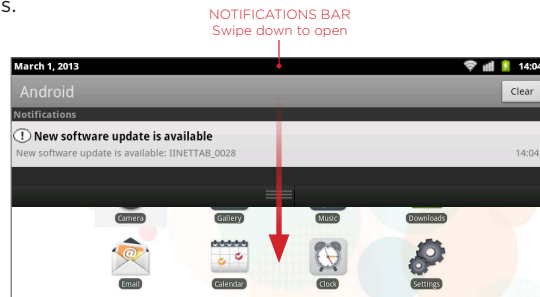 s.
NOTIFICATIONS BAR
Swipe down to open
March 1, 2013 14:04
Android Clear
Notifications
New software update is available
New software update is available: IINETTAB_0028 14:04
Camera Gallery Music Downloads
Email Calendar Clock Settings